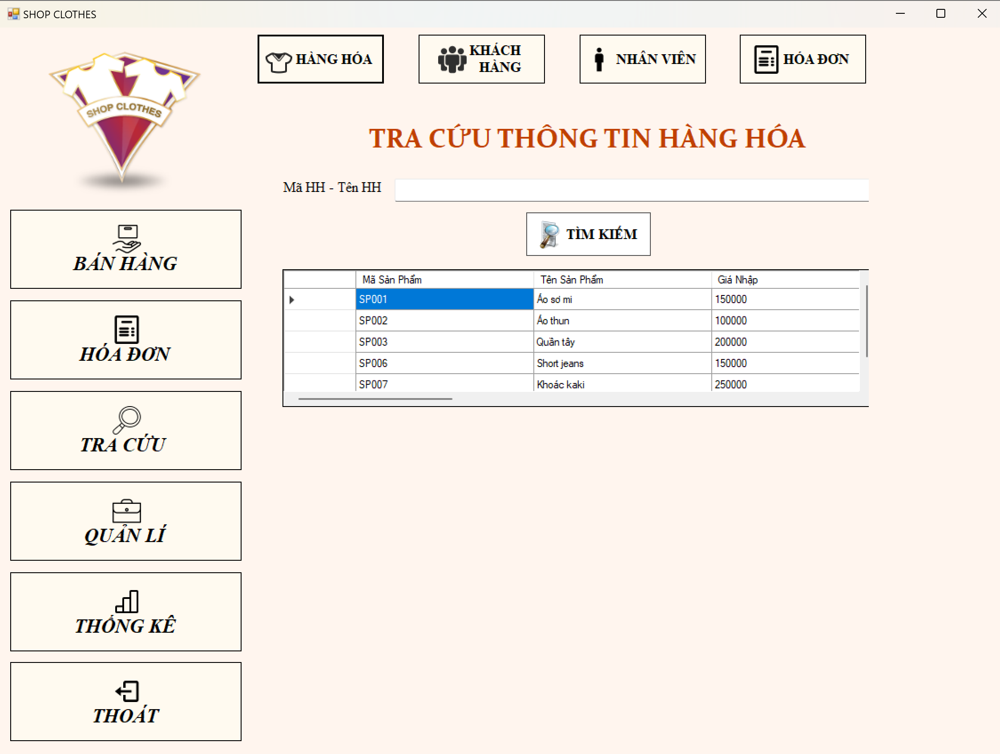 SHOP CLOTHES
HÀNG HÓA
KHÁCH
HÀNG
NHÂN VIÊN
HÓA ĐƠN
SHOP CLOTHES
TRA CỨU THÔNG TIN HÀNG HÓA
Mã HH - Tên HH
TÌM KIẾM
BÁN HÀNG
HÓA ĐƠN
TRA CỨU
QUẢN LÍ
THỐNG KÊ
THOÁT
Mã Sản Phẩm Tên Sản Phẩm Giá Nhập
SP001 Áo sơ mi 150000
SP002 Áo thun 100000
SP003 Quần tây 200000
SP006 Short jeans 150000
SP007 Khoác kaki 250000